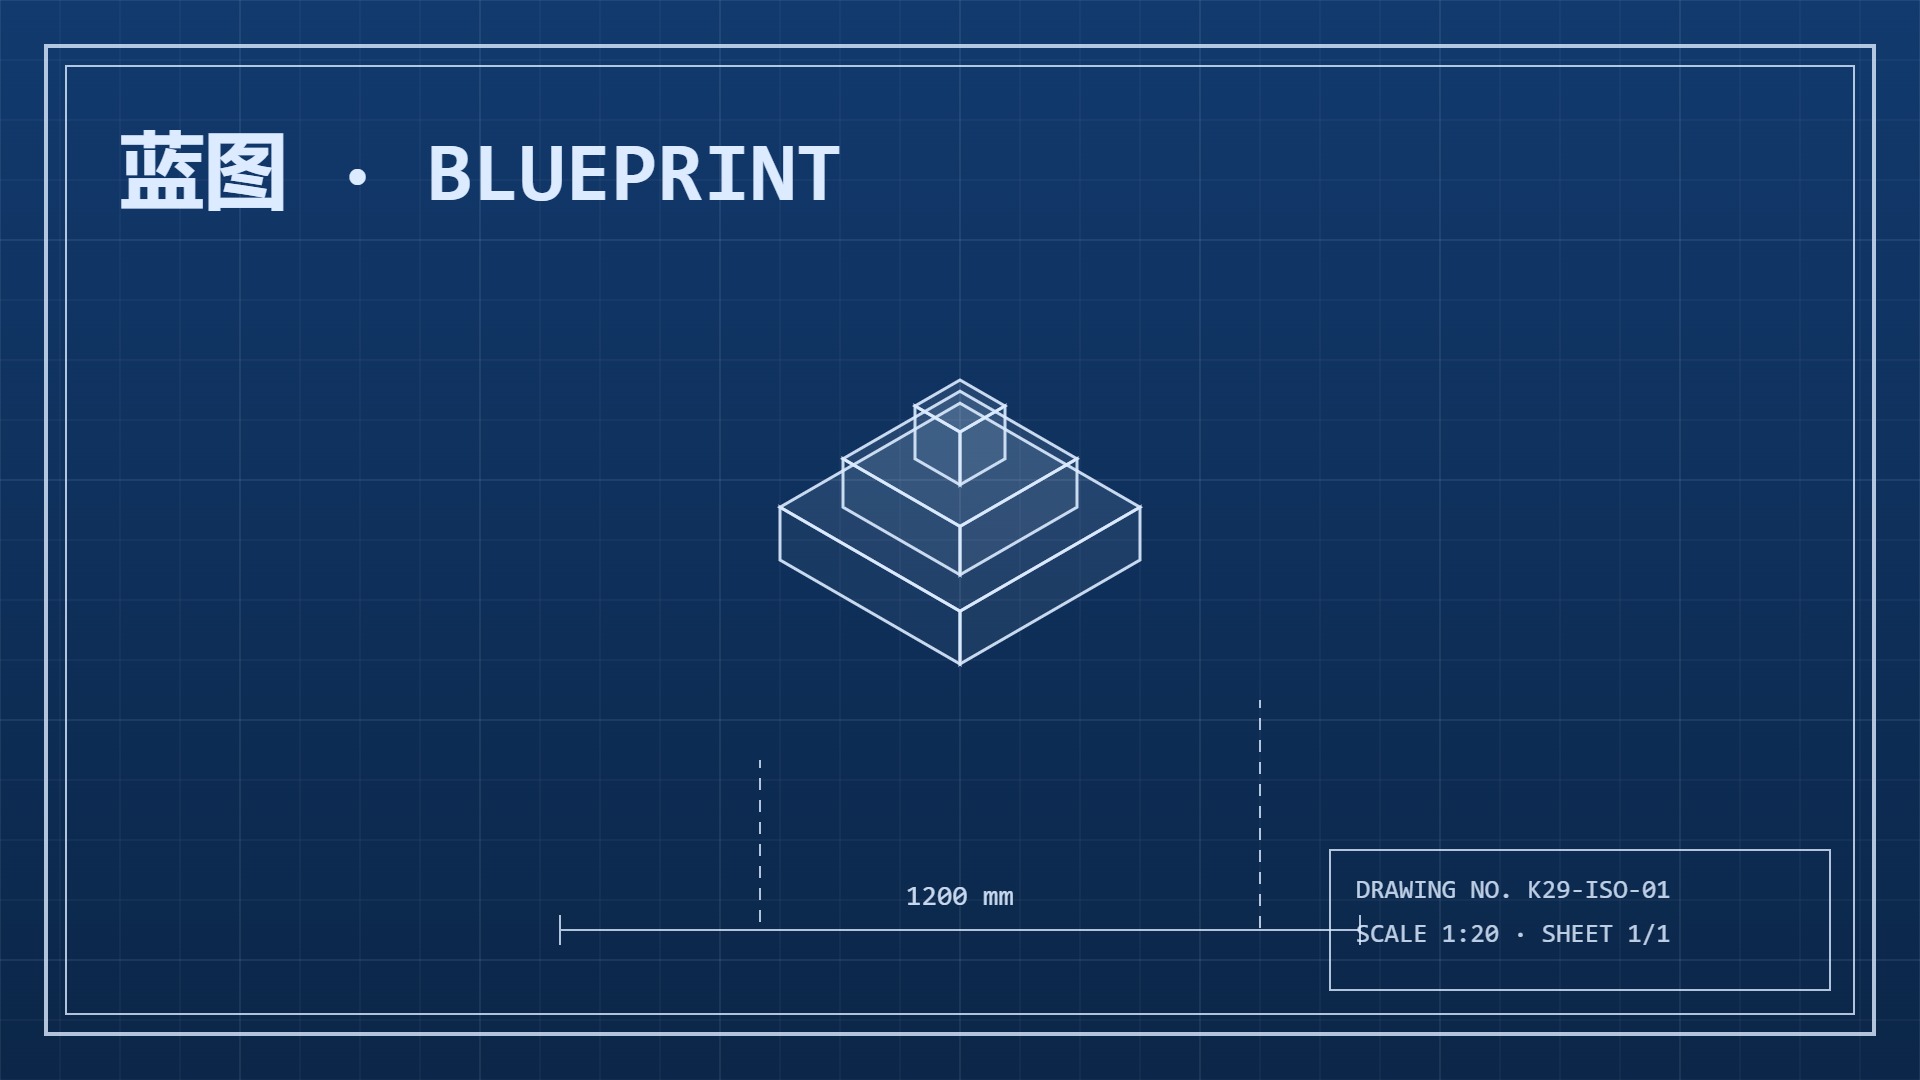 蓝图 · BLUEPRINT
1200 mm
DRAWING NO. K29-ISO-01
SCALE 1:20 · SHEET 1/1